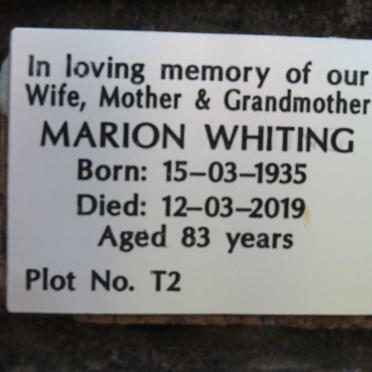 In loving memory of our
Wife, Mother & Grandmother
MARION WHITING
Born: 15-03-1935
Died: 12-03-2019
Aged 83 years
Plot No. T2